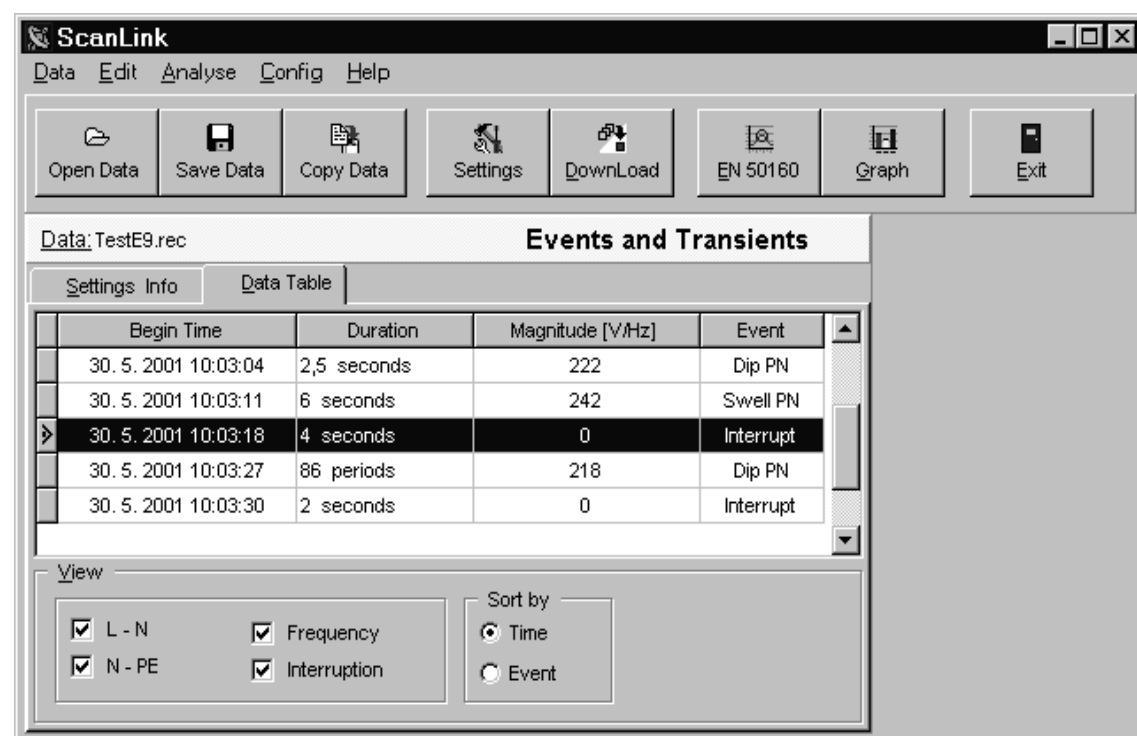 ScanLink
Data Edit Analyse Config Help
Open Data Save Data Copy Data Settings DownLoad EN 50160 Graph Exit
Data: TestE9.rec Events and Transients
Settings Info Data Table
Begin Time Duration Magnitude [V/Hz] Event
30. 5. 2001 10:03:04 2,5 seconds 222 Dip PN
30. 5. 2001 10:03:11 6 seconds 242 Swell PN
30. 5. 2001 10:03:18 4 seconds 0 Interrupt
30. 5. 2001 10:03:27 86 periods 218 Dip PN
30. 5. 2001 10:03:30 2 seconds 0 Interrupt
View
Sort by
L - N Frequency Time
N - PE Interruption Event